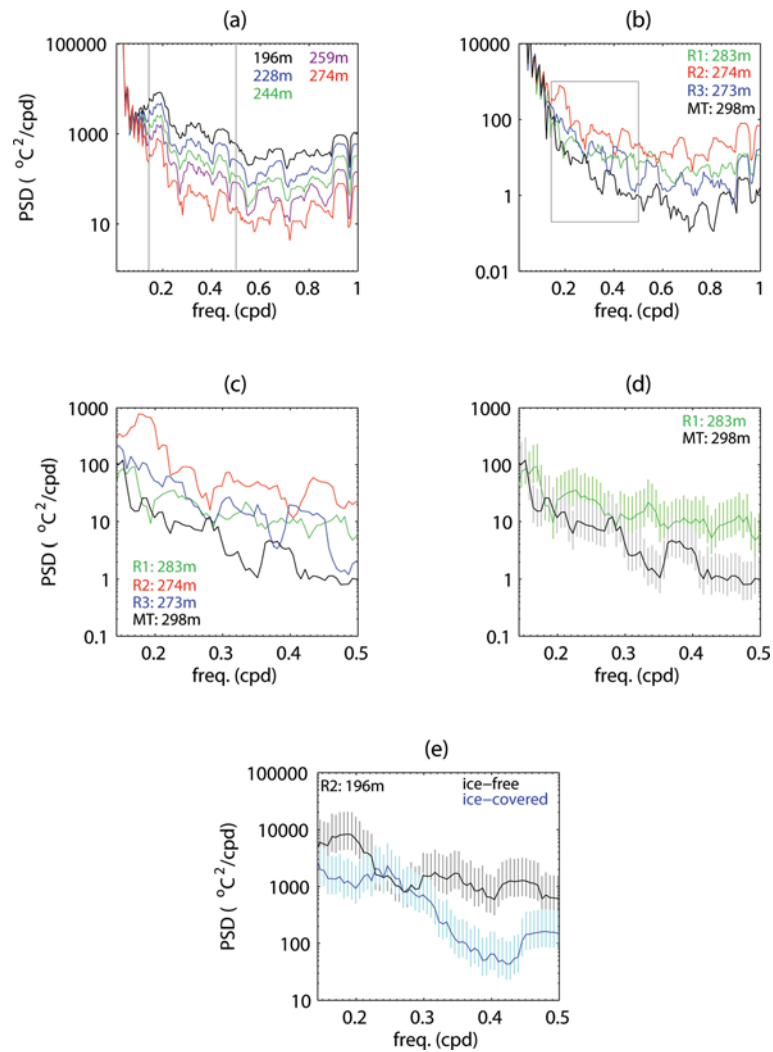 (a)
100000
1000
10
PSD ( °C^2/cpd)
196m 259m
228m 274m
244m
0.2 0.4 0.6 0.8 1
freq. (cpd)
(b)
10000
100
1
0.01
R1: 283m
R2: 274m
R3: 273m
MT: 298m
0.2 0.4 0.6 0.8 1
freq. (cpd)
(c)
1000
100
10
1
0.1
PSD ( °C^2/cpd)
R1: 283m
R2: 274m
R3: 273m
MT: 298m
0.2 0.3 0.4 0.5
freq. (cpd)
(d)
1000
100
10
1
0.1
R1: 283m
MT: 298m
0.2 0.3 0.4 0.5
freq. (cpd)
(e)
100000
10000
1000
100
10
PSD ( °C^2/cpd)
R2: 196m
ice−free
ice−covered
0.2 0.3 0.4 0.5
freq. (cpd)